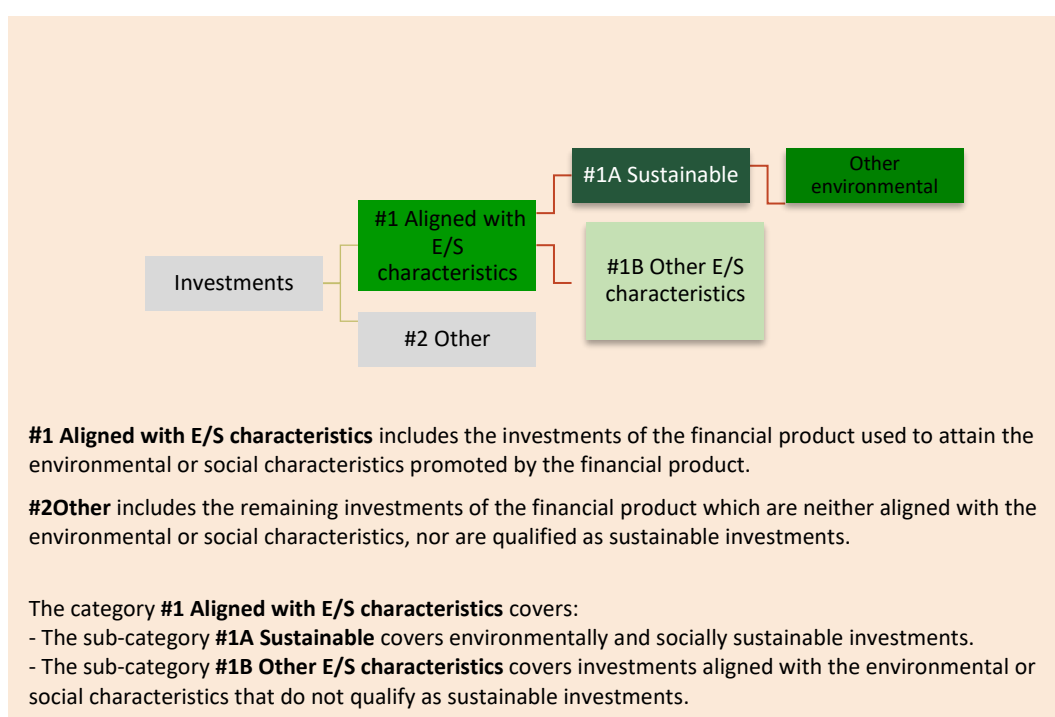 #1A Sustainable
Other
environmental
#1 Aligned with
E/S
characteristics
#1B Other E/S
characteristics
Investments
#2 Other
#1 Aligned with E/S characteristics includes the investments of the financial product used to attain the
environmental or social characteristics promoted by the financial product.
#2Other includes the remaining investments of the financial product which are neither aligned with the
environmental or social characteristics, nor are qualified as sustainable investments.
The category #1 Aligned with E/S characteristics covers:
- The sub-category #1A Sustainable covers environmentally and socially sustainable investments.
- The sub-category #1B Other E/S characteristics covers investments aligned with the environmental or
social characteristics that do not qualify as sustainable investments.